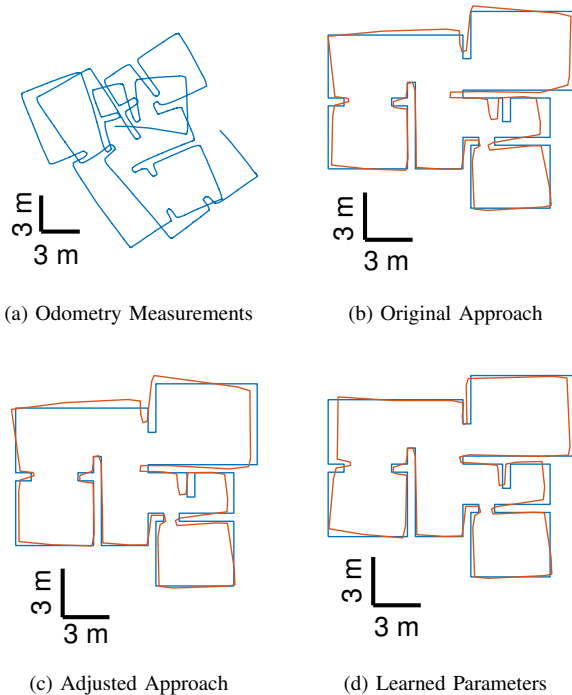 3 m
3 m
(a) Odometry Measurements
3 m
3 m
(b) Original Approach
3 m
3 m
(c) Adjusted Approach
3 m
3 m
(d) Learned Parameters